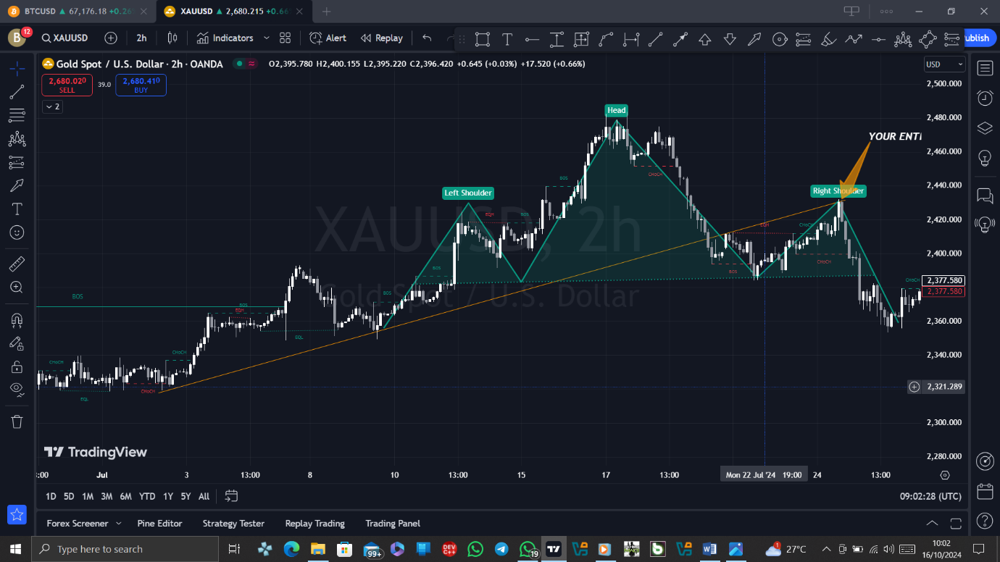 BTCUSD ▲ 67,176.18 +0.26
XAUUSD ▲ 2,680.215 +0.66
B 12 XAUUSD 2h Indicators Alert Replay T blish
Gold Spot / U.S. Dollar · 2h · OANDA O2,395.780 H2,400.155 L2,395.220 C2,396.420 +0.645 (+0.03%) +17.520 (+0.66%)
USD
2,680.020 SELL
39.0
2,680.410 BUY
2
XAUUSD, 2h
Gold Spot / U.S. Dollar
Head
YOUR ENT
Left Shoulder
Right Shoulder
BOS
CHoCH
EQH
BOS
EQH
CHoCH
BOS
CHoCH
BOS
CHoCH
BOS
BOS
BOS
EQH
EQL
CHoCH
CHoCH
CHoCH
EQL
2,500.000
2,480.000
2,460.000
2,440.000
2,420.000
2,400.000
2,377.580
2,377.580
2,360.000
2,340.000
2,321.289
2,300.000
2,280.000
TradingView
:00 Jul 3 13:00 8 10 13:00 15 17 13:00 Mon 22 Jul '24 19:00 24 13:00
1D 5D 1M 3M 6M YTD 1Y 5Y All
09:02:28 (UTC)
Forex Screener Pine Editor Strategy Tester Replay Trading Trading Panel
Type here to search
99+
DEV C++
19
W
1
27°C
10:02
16/10/2024